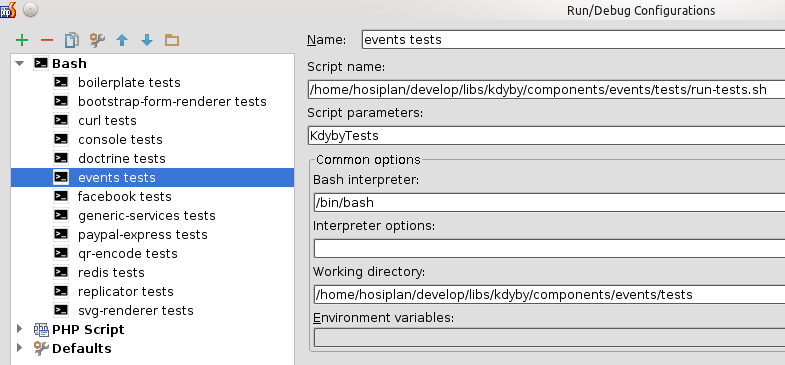 Run/Debug Configurations
Bash
boilerplate tests
bootstrap-form-renderer tests
curl tests
console tests
doctrine tests
events tests
facebook tests
generic-services tests
paypal-express tests
qr-encode tests
redis tests
replicator tests
svg-renderer tests
PHP Script
Defaults
Name: events tests
Script name:
/home/hosiplan/develop/libs/kdyby/components/events/tests/run-tests.sh
Script parameters:
KdybyTests
Common options
Bash interpreter:
/bin/bash
Interpreter options:
Working directory:
/home/hosiplan/develop/libs/kdyby/components/events/tests
Environment variables: